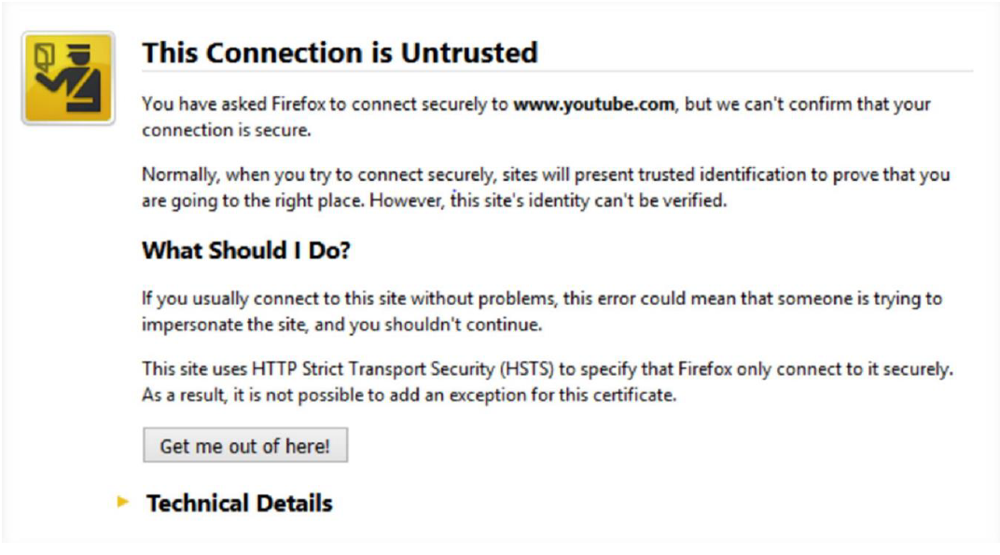 This Connection is Untrusted
You have asked Firefox to connect securely to www.youtube.com, but we can't confirm that your
connection is secure.
Normally, when you try to connect securely, sites will present trusted identification to prove that you
are going to the right place. However, this site's identity can't be verified.
What Should I Do?
If you usually connect to this site without problems, this error could mean that someone is trying to
impersonate the site, and you shouldn't continue.
This site uses HTTP Strict Transport Security (HSTS) to specify that Firefox only connect to it securely.
As a result, it is not possible to add an exception for this certificate.
Get me out of here!
Technical Details